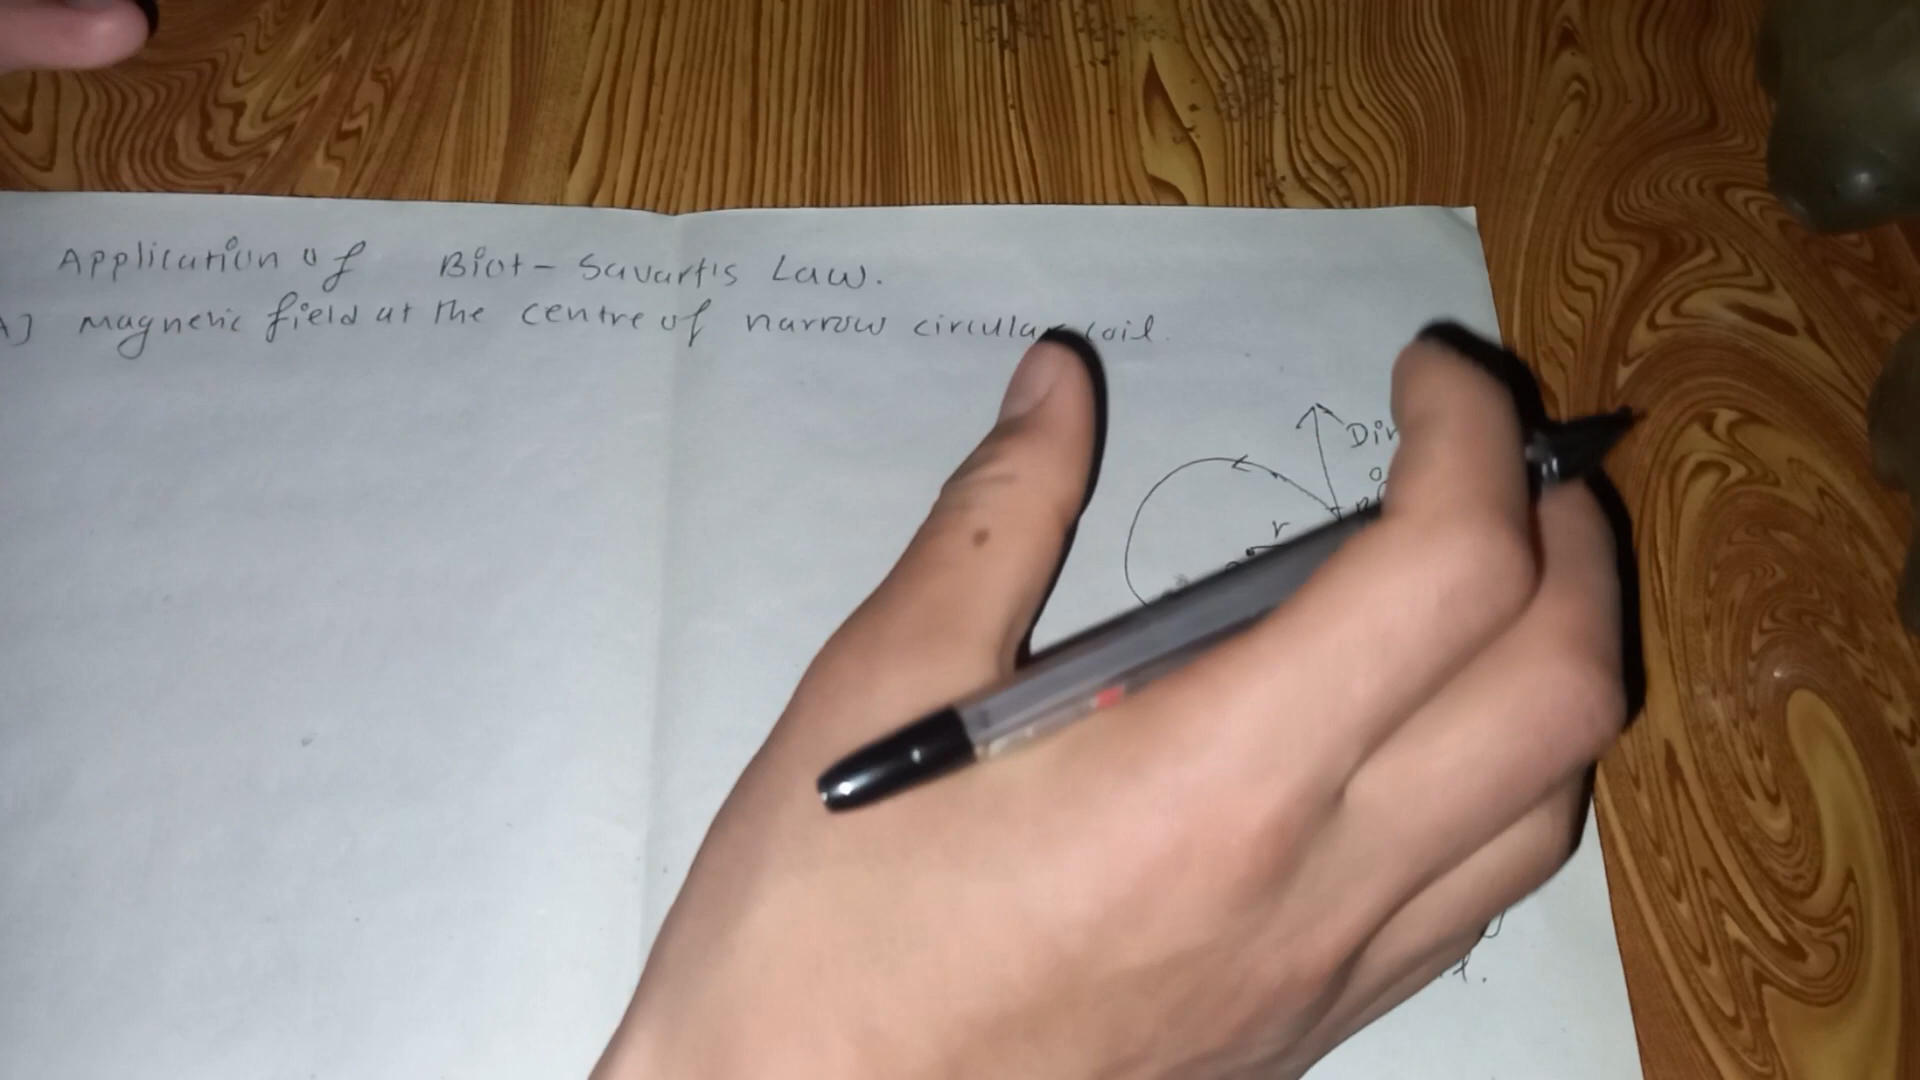 Application of Biot-Savart's Law.
A] Magnetic field at the centre of narrow circular coil.
r